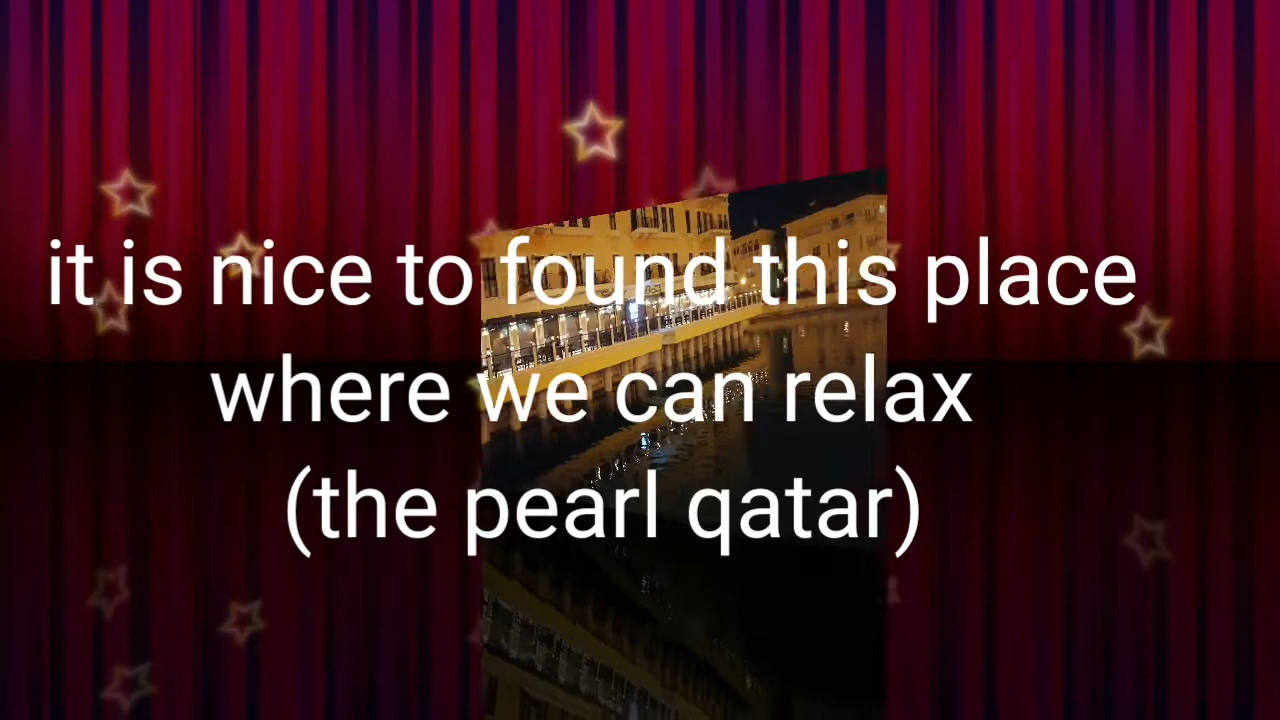 it is nice to found this place
where we can relax
(the pearl qatar)